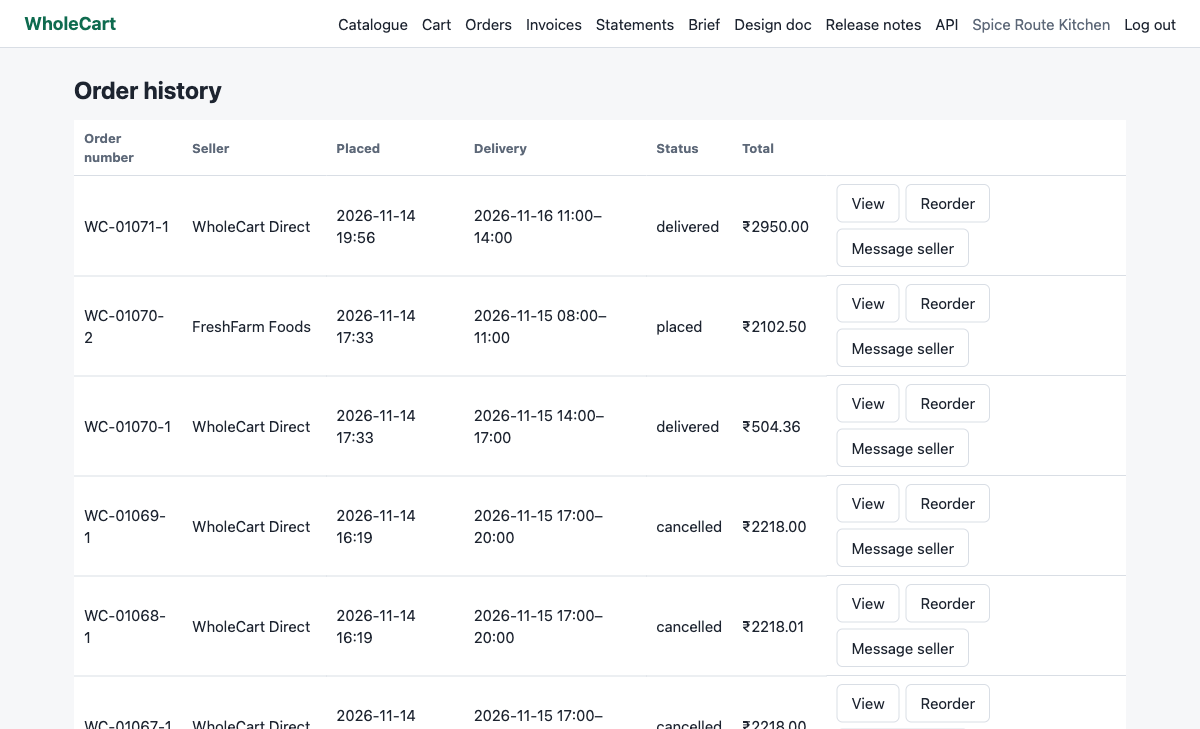 WholeCart
Catalogue Cart Orders Invoices Statements Brief Design doc Release notes API Spice Route Kitchen Log out
Order history
Order number Seller Placed Delivery Status Total
WC-01071-1 WholeCart Direct 2026-11-14 19:56 2026-11-16 11:00–14:00 delivered ₹2950.00 View Reorder
Message seller
WC-01070-2 FreshFarm Foods 2026-11-14 17:33 2026-11-15 08:00–11:00 placed ₹2102.50 View Reorder
Message seller
WC-01070-1 WholeCart Direct 2026-11-14 17:33 2026-11-15 14:00–17:00 delivered ₹504.36 View Reorder
Message seller
WC-01069-1 WholeCart Direct 2026-11-14 16:19 2026-11-15 17:00–20:00 cancelled ₹2218.00 View Reorder
Message seller
WC-01068-1 WholeCart Direct 2026-11-14 16:19 2026-11-15 17:00–20:00 cancelled ₹2218.01 View Reorder
Message seller
WC-01067-1 WholeCart Direct 2026-11-14 2026-11-15 17:00– cancelled ₹2218.00 View Reorder